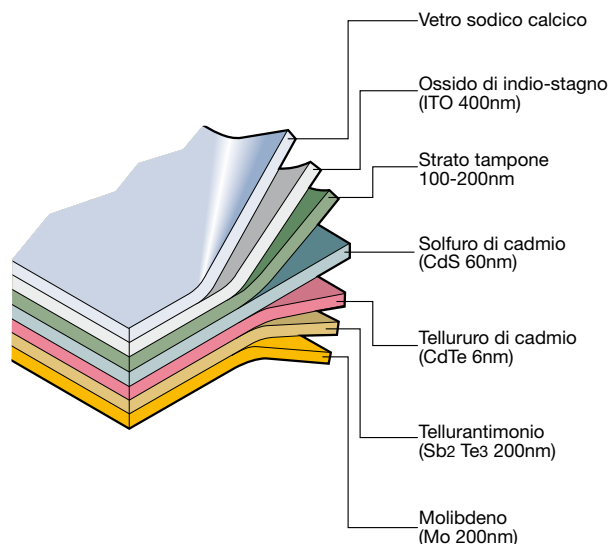 Vetro sodico calcico
Ossido di indio-stagno
(ITO 400nm)
Strato tampone
100-200nm
Solfuro di cadmio
(CdS 60nm)
Tellururo di cadmio
(CdTe 6nm)
Tellurantimonio
(Sb2 Te3 200nm)
Molibdeno
(Mo 200nm)